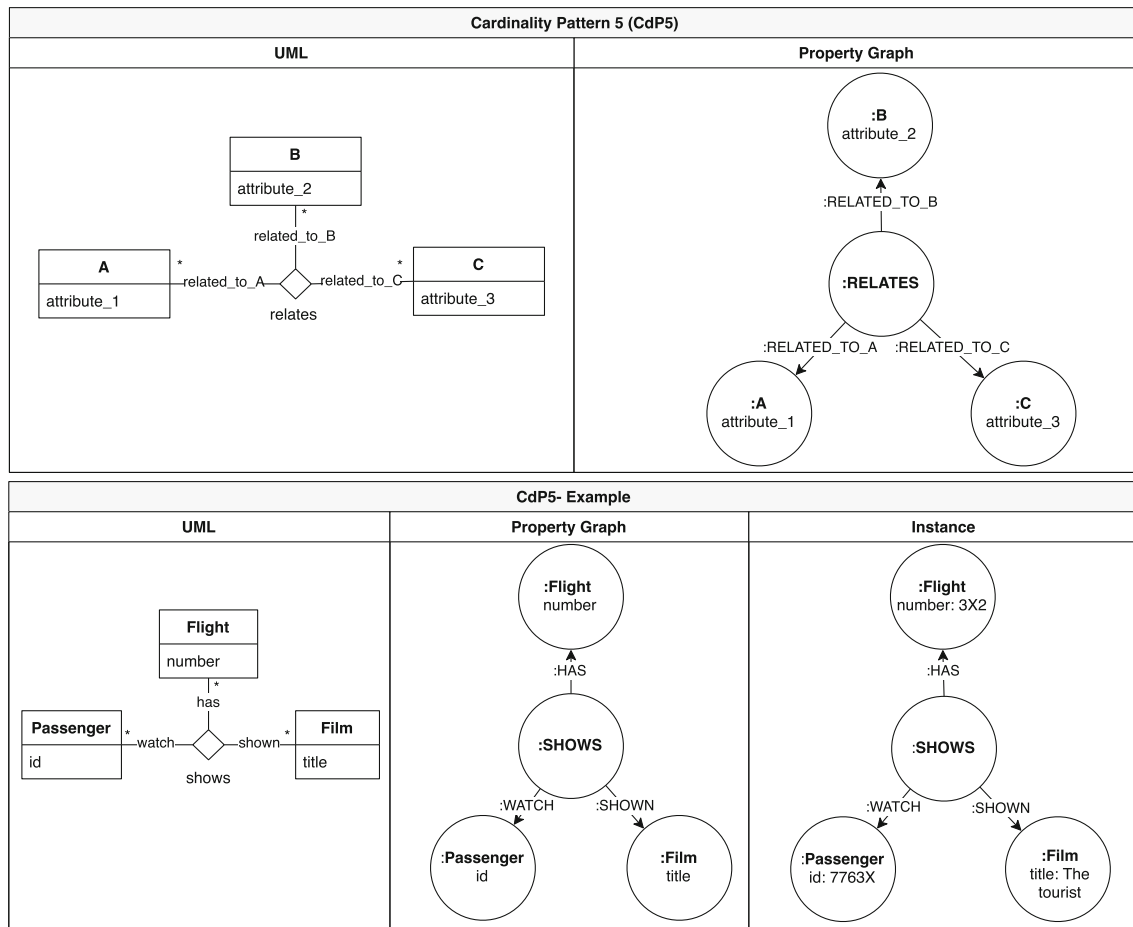 Cardinality Pattern 5 (CdP5)
UML
Property Graph
B
attribute_2
*
related_to_B
A
attribute_1
*
related_to_A
related_to_C
*
C
attribute_3
relates
:B
attribute_2
:RELATED_TO_B
:RELATES
:RELATED_TO_A
:RELATED_TO_C
:A
attribute_1
:C
attribute_3
CdP5- Example
UML
Property Graph
Instance
Flight
number
*
has
Passenger
id
*
watch
shown
*
Film
title
shows
:Flight
number
:HAS
:SHOWS
:WATCH
:SHOWN
:Passenger
id
:Film
title
:Flight
number: 3X2
:HAS
:SHOWS
:WATCH
:SHOWN
:Passenger
id: 7763X
:Film
title: The
tourist